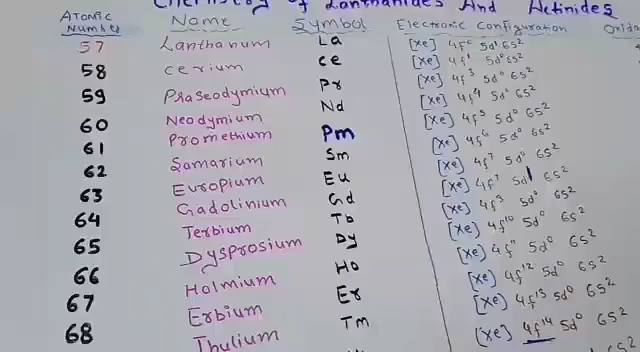 Chemistry of Lanthanides And Actinides
Atomic Number Name Symbol Electronic Configuration Oxida
57 Lanthanum La [Xe] 4f⁰ 5d¹ 6s²
58 Cerium Ce [Xe] 4f¹ 5d⁰ 6s²
59 Praseodymium Pr [Xe] 4f³ 5d⁰ 6s²
60 Neodymium Nd [Xe] 4f⁴ 5d⁰ 6s²
61 Promethium Pm [Xe] 4f⁵ 5d⁰ 6s²
62 Samarium Sm [Xe] 4f⁶ 5d⁰ 6s²
63 Europium Eu [Xe] 4f⁷ 5d⁰ 6s²
64 Gadolinium Gd [Xe] 4f⁷ 5d¹ 6s²
65 Terbium Tb [Xe] 4f⁹ 5d⁰ 6s²
66 Dysprosium Dy [Xe] 4f¹⁰ 5d⁰ 6s²
67 Holmium Ho [Xe] 4f¹¹ 5d⁰ 6s²
68 Erbium Er [Xe] 4f¹² 5d⁰ 6s²
Thulium Tm [Xe] 4f¹³ 5d⁰ 6s²
[Xe] 4f¹⁴ 5d⁰ 6s²
6s²